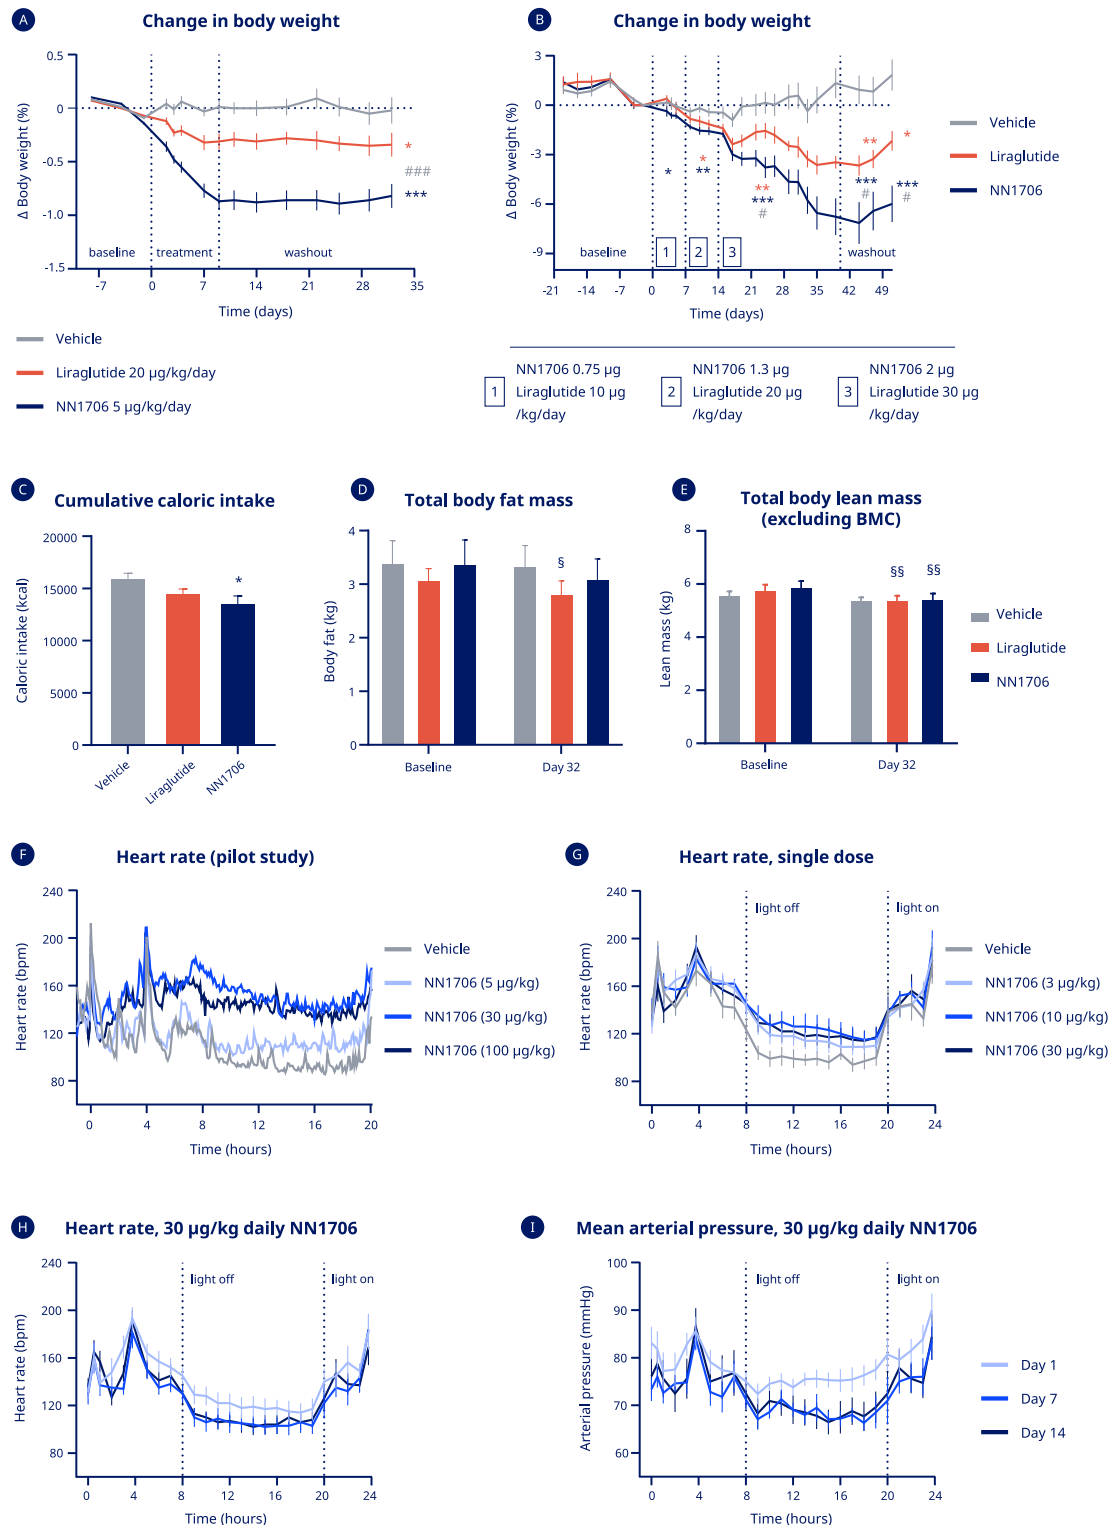 A
Change in body weight
Δ Body weight (%)
0.5
0
-0.5
-1.0
-1.5
*
###
***
baseline
treatment
washout
-7
0
7
14
21
28
35
Time (days)
Vehicle
Liraglutide 20 µg/kg/day
NN1706 5 µg/kg/day
B
Change in body weight
Δ Body weight (%)
3
0
-3
-6
-9
*
*
**
**
***
#
**
***
#
*
***
#
baseline
1
2
3
washout
-21
-14
-7
0
7
14
21
28
35
42
49
Time (days)
Vehicle
Liraglutide
NN1706
1
NN1706 0.75 µg
Liraglutide 10 µg
/kg/day
2
NN1706 1.3 µg
Liraglutide 20 µg
/kg/day
3
NN1706 2 µg
Liraglutide 30 µg
/kg/day
C
Cumulative caloric intake
Caloric intake (kcal)
20000
15000
10000
5000
0
*
Vehicle
Liraglutide
NN1706
D
Total body fat mass
Body fat (kg)
4
3
2
1
0
§
Baseline
Day 32
E
Total body lean mass
(excluding BMC)
Lean mass (kg)
8
6
4
2
0
§§
§§
Baseline
Day 32
Vehicle
Liraglutide
NN1706
F
Heart rate (pilot study)
Heart rate (bpm)
240
200
160
120
80
0
4
8
12
16
20
Time (hours)
Vehicle
NN1706 (5 µg/kg)
NN1706 (30 µg/kg)
NN1706 (100 µg/kg)
G
Heart rate, single dose
Heart rate (bpm)
240
200
160
120
80
light off
light on
0
4
8
12
16
20
24
Time (hours)
Vehicle
NN1706 (3 µg/kg)
NN1706 (10 µg/kg)
NN1706 (30 µg/kg)
H
Heart rate, 30 µg/kg daily NN1706
Heart rate (bpm)
240
200
160
120
80
light off
light on
0
4
8
12
16
20
24
Time (hours)
I
Mean arterial pressure, 30 µg/kg daily NN1706
Arterial pressure (mmHg)
100
90
80
70
60
light off
light on
0
4
8
12
16
20
24
Time (hours)
Day 1
Day 7
Day 14